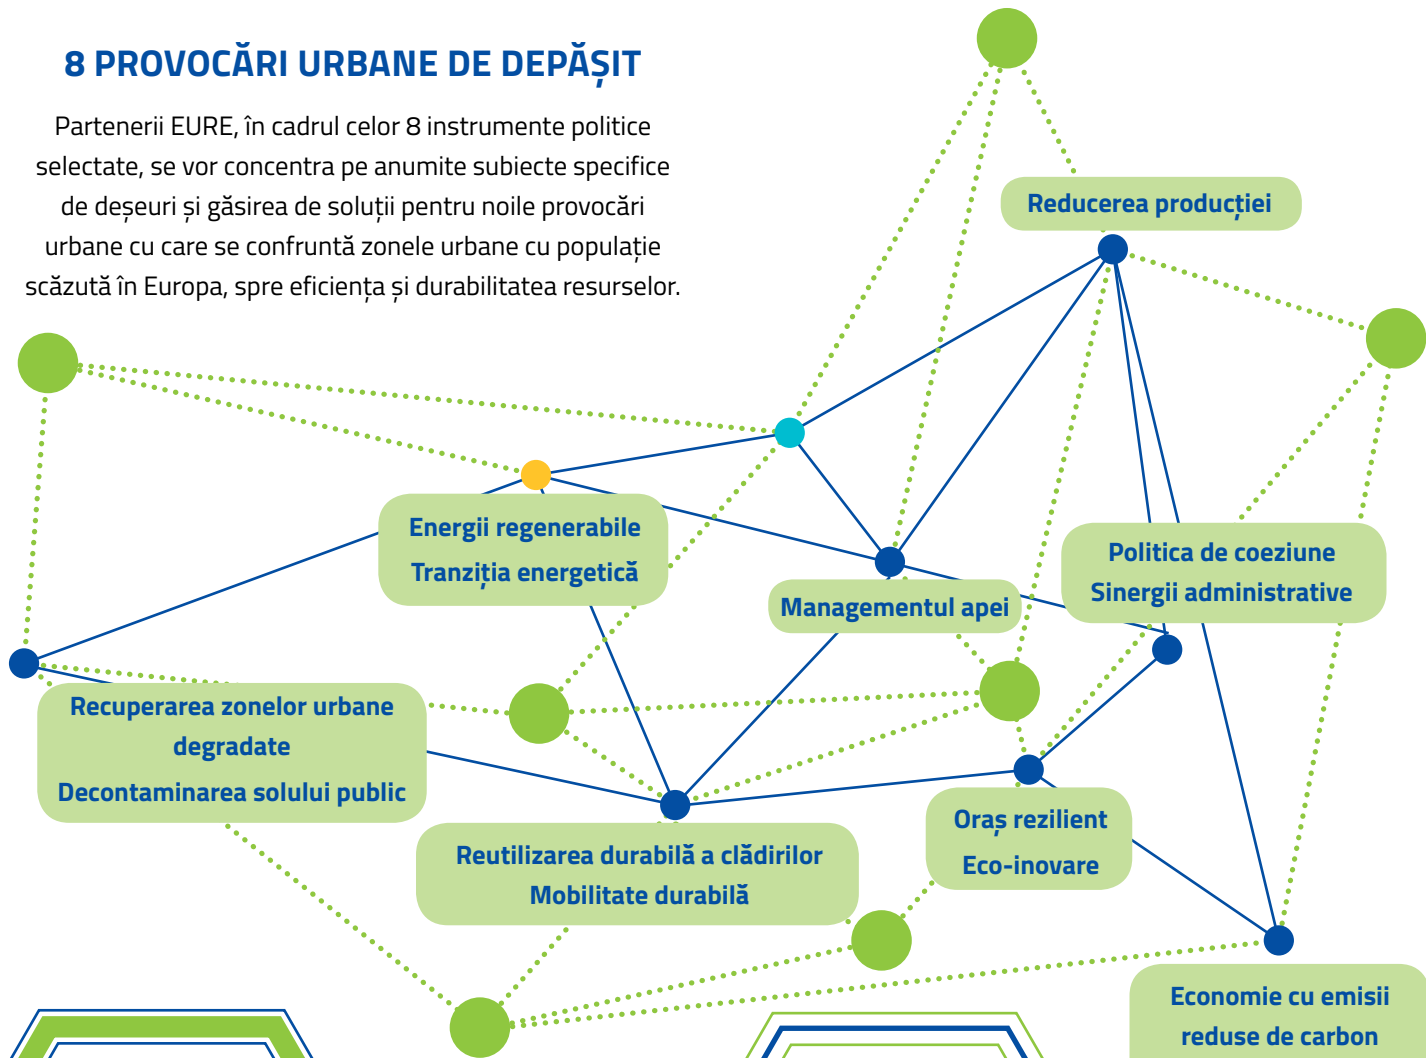 8 PROVOCĂRI URBANE DE DEPĂȘIT
Partenerii EURE, în cadrul celor 8 instrumente politice
selectate, se vor concentra pe anumite subiecte specifice
de deșeuri și găsirea de soluții pentru noile provocări
urbane cu care se confruntă zonele urbane cu populație
scăzută în Europa, spre eficiența și durabilitatea resurselor.
Reducerea producției
Energii regenerabile
Tranziția energetică
Politica de coeziune
Sinergii administrative
Managementul apei
Recuperarea zonelor urbane
degradate
Decontaminarea solului public
Oraș rezilient
Eco-inovare
Reutilizarea durabilă a clădirilor
Mobilitate durabilă
Economie cu emisii
reduse de carbon